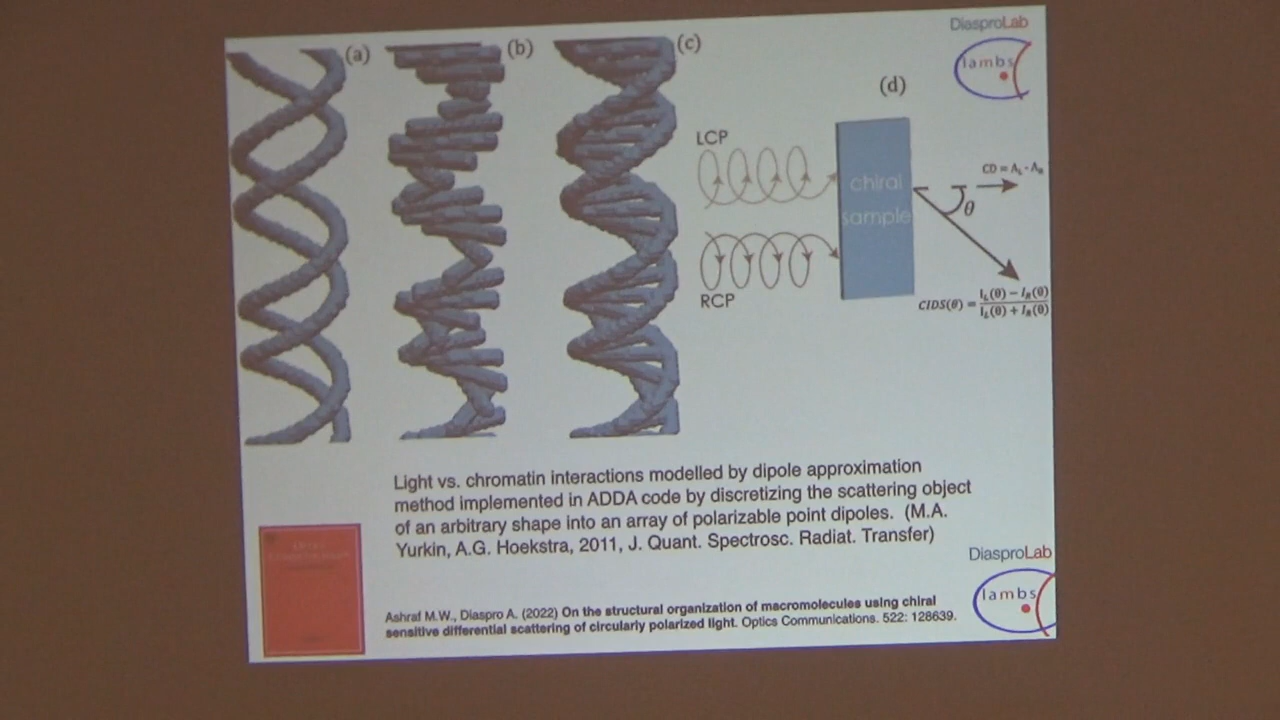 DiasproLab
lambs
(a)
(b)
(c)
(d)
LCP
RCP
chiral
sample
CD = A_L - A_R
θ
CIDS(θ) = I_L(θ) − I_R(θ) / I_L(θ) + I_R(θ)
Light vs. chromatin interactions modelled by dipole approximation
method implemented in ADDA code by discretizing the scattering object
of an arbitrary shape into an array of polarizable point dipoles. (M.A.
Yurkin, A.G. Hoekstra, 2011, J. Quant. Spectrosc. Radiat. Transfer)
DiasproLab
lambs
Ashraf M.W., Diaspro A. (2022) On the structural organization of macromolecules using chiral
sensitive differential scattering of circularly polarized light. Optics Communications. 522: 128639.